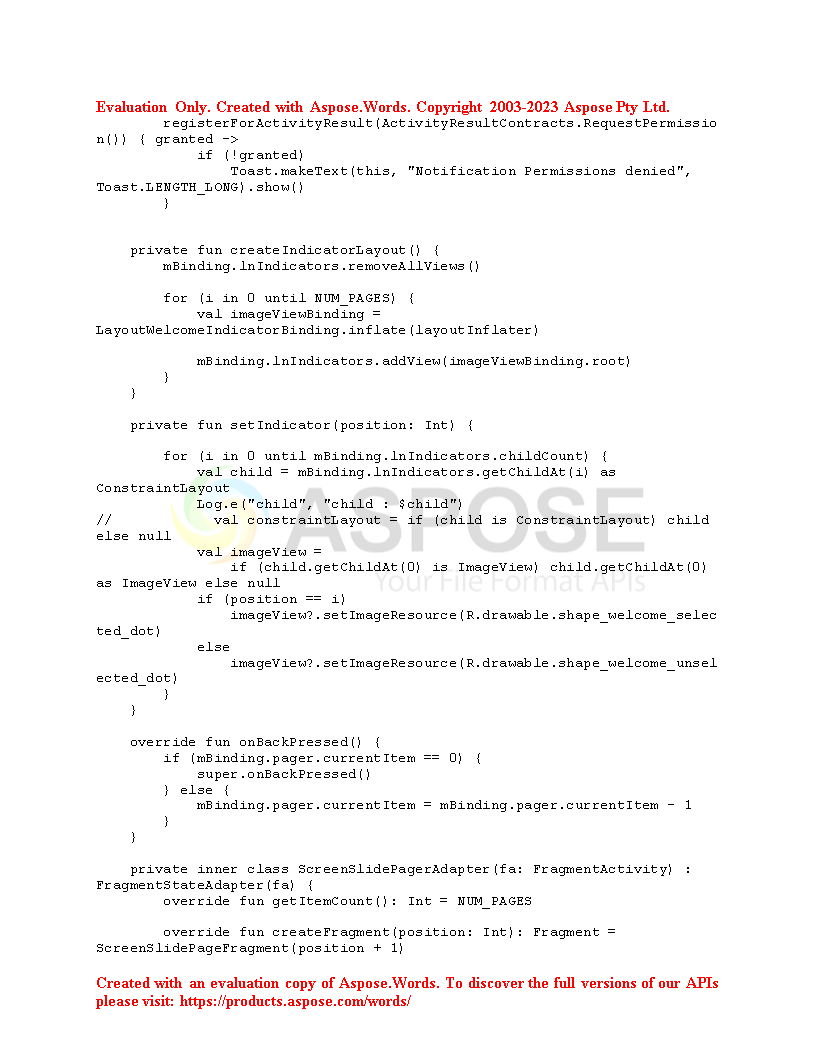 Evaluation Only. Created with Aspose.Words. Copyright 2003-2023 Aspose Pty Ltd.
        registerForActivityResult(ActivityResultContracts.RequestPermissio
n()) { granted ->
            if (!granted)
                Toast.makeText(this, "Notification Permissions denied",
Toast.LENGTH_LONG).show()
        }

    private fun createIndicatorLayout() {
        mBinding.lnIndicators.removeAllViews()

        for (i in 0 until NUM_PAGES) {
            val imageViewBinding =
LayoutWelcomeIndicatorBinding.inflate(layoutInflater)

            mBinding.lnIndicators.addView(imageViewBinding.root)
        }
    }

    private fun setIndicator(position: Int) {

        for (i in 0 until mBinding.lnIndicators.childCount) {
            val child = mBinding.lnIndicators.getChildAt(i) as
ConstraintLayout
            Log.e("child", "child : $child")
//            val constraintLayout = if (child is ConstraintLayout) child
else null
            val imageView =
                if (child.getChildAt(0) is ImageView) child.getChildAt(0)
as ImageView else null
            if (position == i)
                imageView?.setImageResource(R.drawable.shape_welcome_selec
ted_dot)
            else
                imageView?.setImageResource(R.drawable.shape_welcome_unsel
ected_dot)
        }
    }

    override fun onBackPressed() {
        if (mBinding.pager.currentItem == 0) {
            super.onBackPressed()
        } else {
            mBinding.pager.currentItem = mBinding.pager.currentItem - 1
        }
    }

    private inner class ScreenSlidePagerAdapter(fa: FragmentActivity) :
FragmentStateAdapter(fa) {
        override fun getItemCount(): Int = NUM_PAGES

        override fun createFragment(position: Int): Fragment =
ScreenSlidePageFragment(position + 1)
ASPOSE
Your File Format APIs
Created with an evaluation copy of Aspose.Words. To discover the full versions of our APIs
please visit: https://products.aspose.com/words/